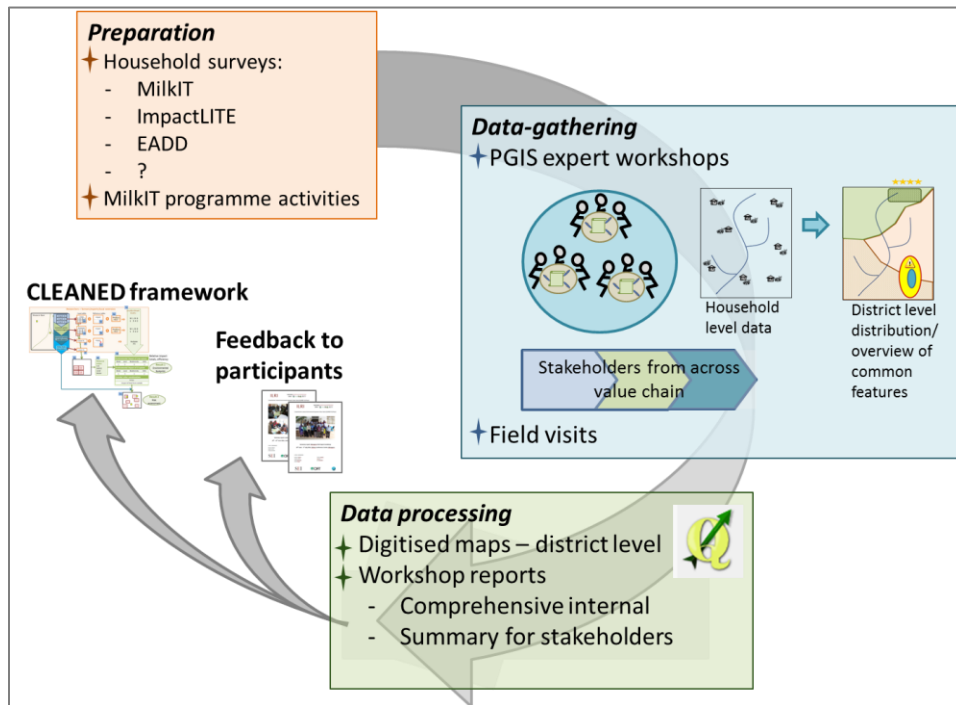 Preparation
Household surveys:
- MilkIT
- ImpactLITE
- EADD
- ?
MilkIT programme activities
Data-gathering
PGIS expert workshops
Household
level data
District level
distribution/
overview of
common
features
Stakeholders from across
value chain
Field visits
CLEANED framework
Feedback to
participants
Data processing
Digitised maps – district level
Workshop reports
- Comprehensive internal
- Summary for stakeholders